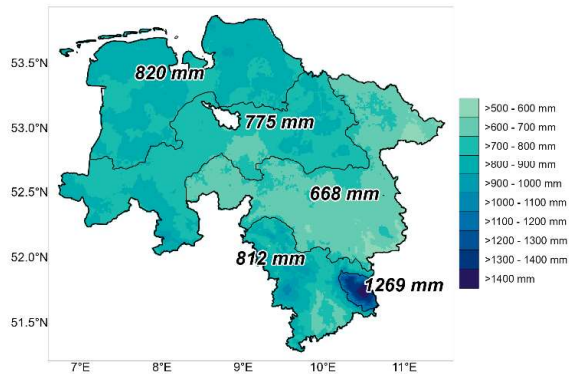 53.5°N
53.0°N
52.5°N
52.0°N
51.5°N
820 mm
775 mm
668 mm
812 mm
1269 mm
7°E
8°E
9°E
10°E
11°E
>500 - 600 mm
>600 - 700 mm
>700 - 800 mm
>800 - 900 mm
>900 - 1000 mm
>1000 - 1100 mm
>1100 - 1200 mm
>1200 - 1300 mm
>1300 - 1400 mm
>1400 mm